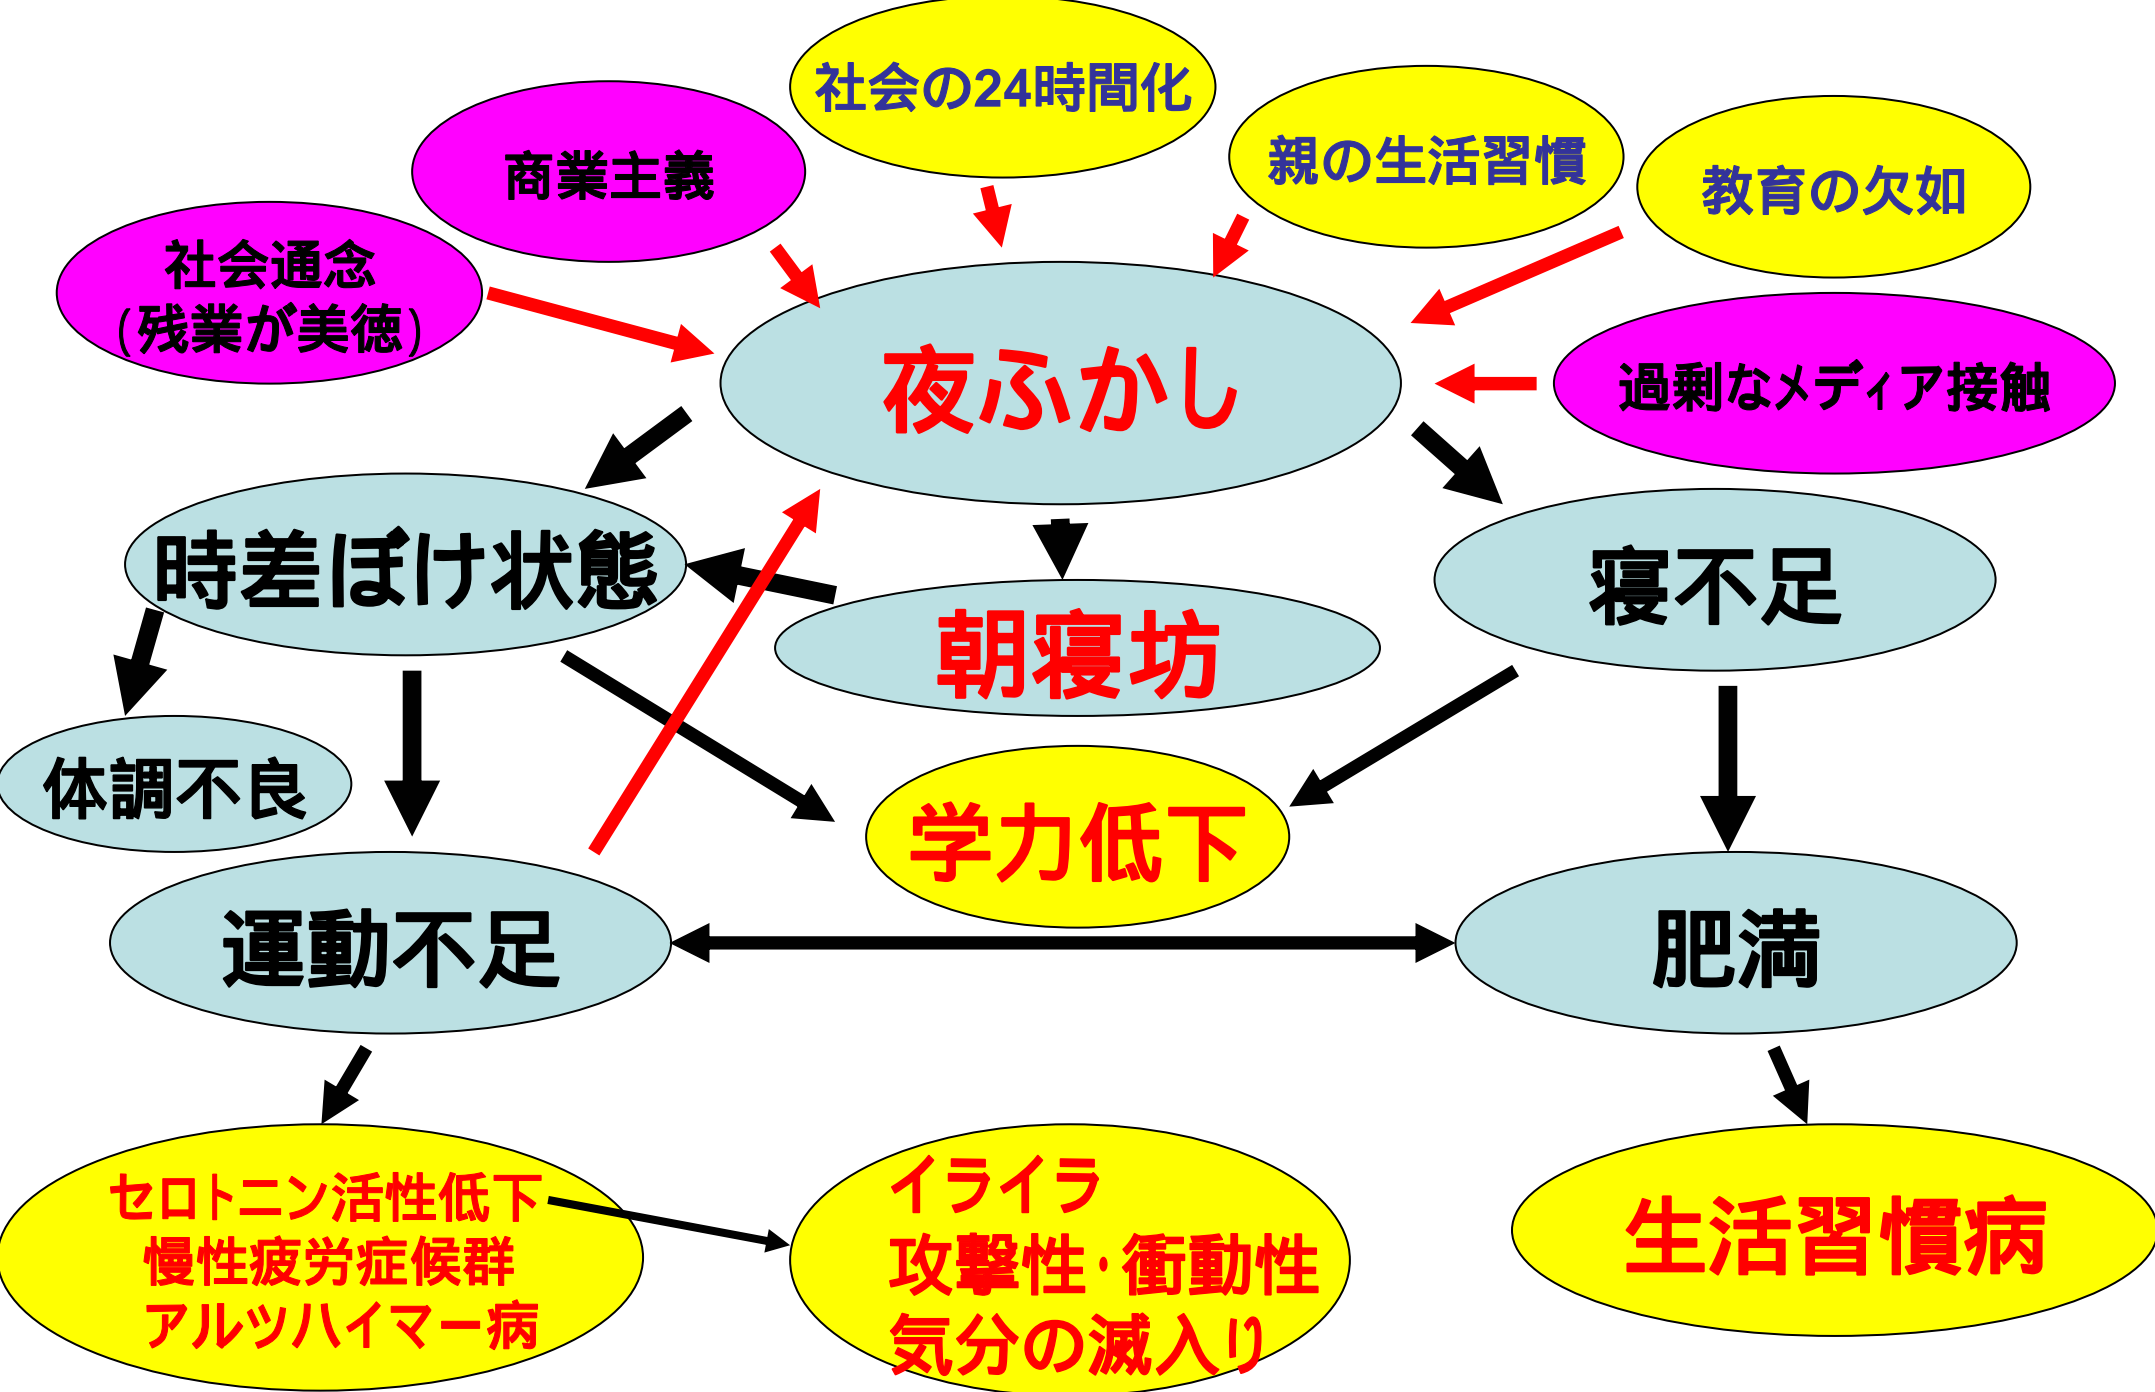 社会の24時間化
商業主義
親の生活習慣
教育の欠如
社会通念
(残業が美徳)
夜ふかし
過剰なメディア接触
時差ぼけ状態
寝不足
朝寝坊
体調不良
学力低下
運動不足
肥満
セロトニン活性低下
慢性疲労症候群
アルツハイマー病
イライラ
攻撃性・衝動性
気分の滅入り
生活習慣病